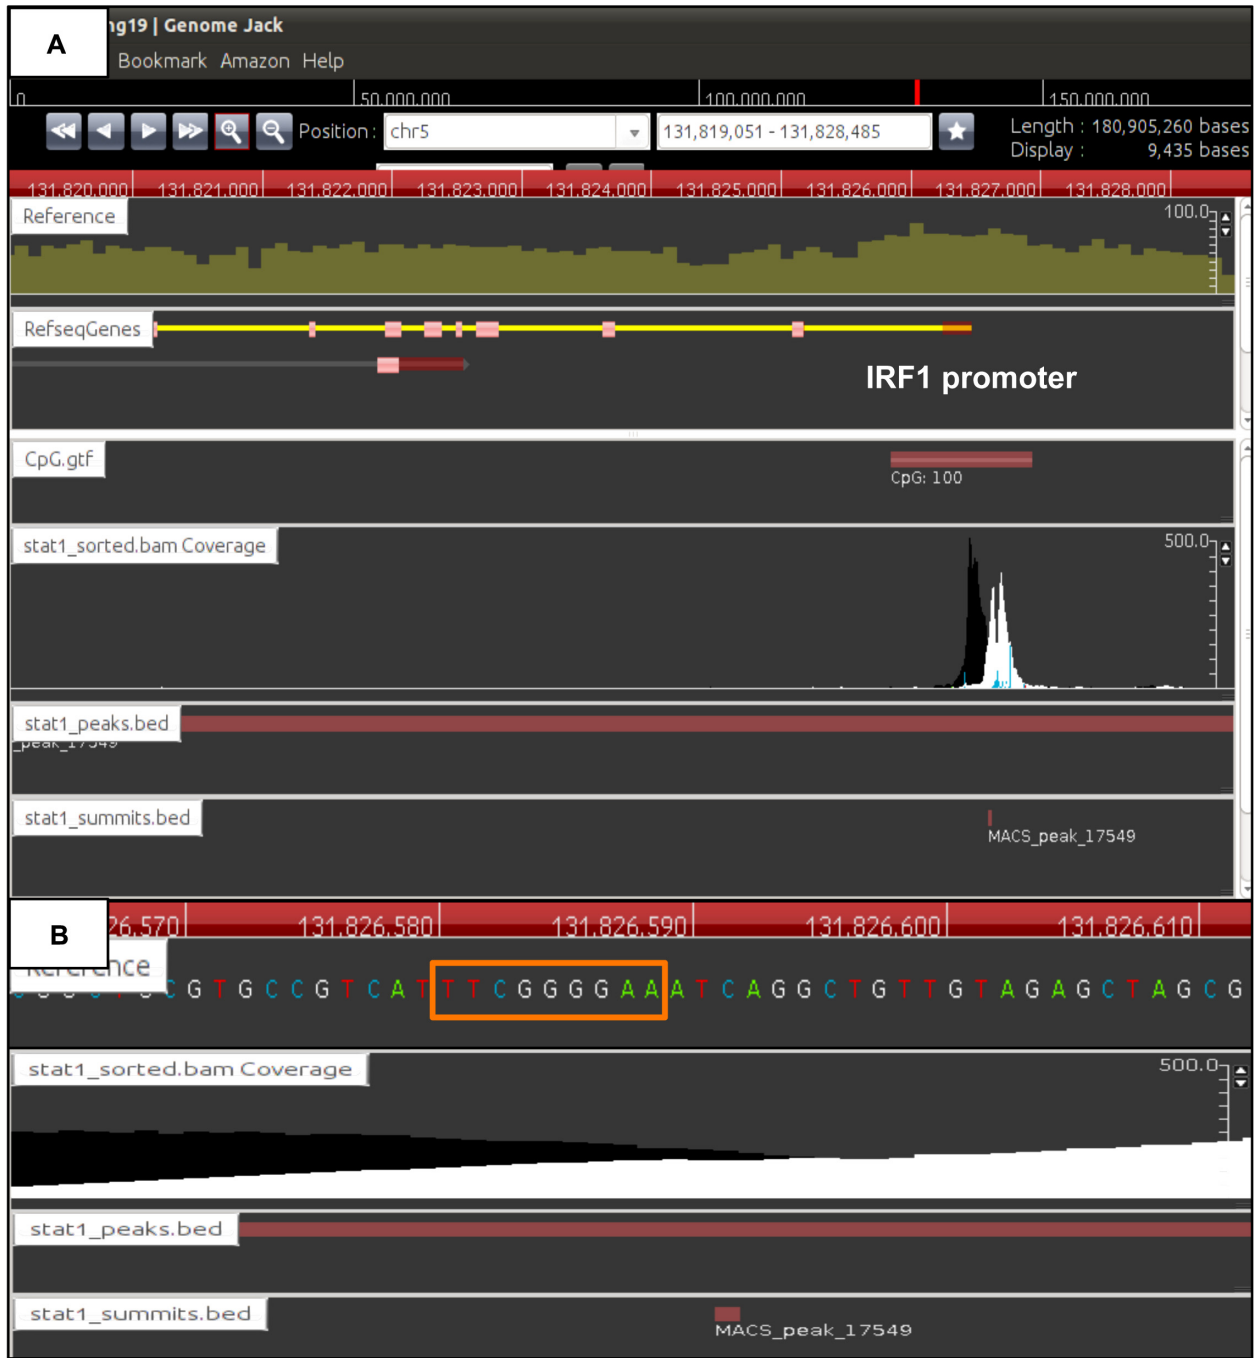 A
hg19 | Genome Jack
Bookmark Amazon Help
0 50,000,000 100,000,000 150,000,000
Position : chr5 131,819,051 - 131,828,485
Length : 180,905,260 bases
Display : 9,435 bases
131,820,000 131,821,000 131,822,000 131,823,000 131,824,000 131,825,000 131,826,000 131,827,000 131,828,000
Reference
100.0
RefseqGenes
IRF1 promoter
CpG.gtf
CpG: 100
stat1_sorted.bam Coverage
500.0
stat1_peaks.bed
_peak_17549
stat1_summits.bed
MACS_peak_17549
B
26,570 131,826,580 131,826,590 131,826,600 131,826,610
Reference
C G T G C C G T C A T T T C G G G G A A A T C A G G C T G T T G T A G A G C T A G C G
stat1_sorted.bam Coverage
500.0
stat1_peaks.bed
stat1_summits.bed
MACS_peak_17549